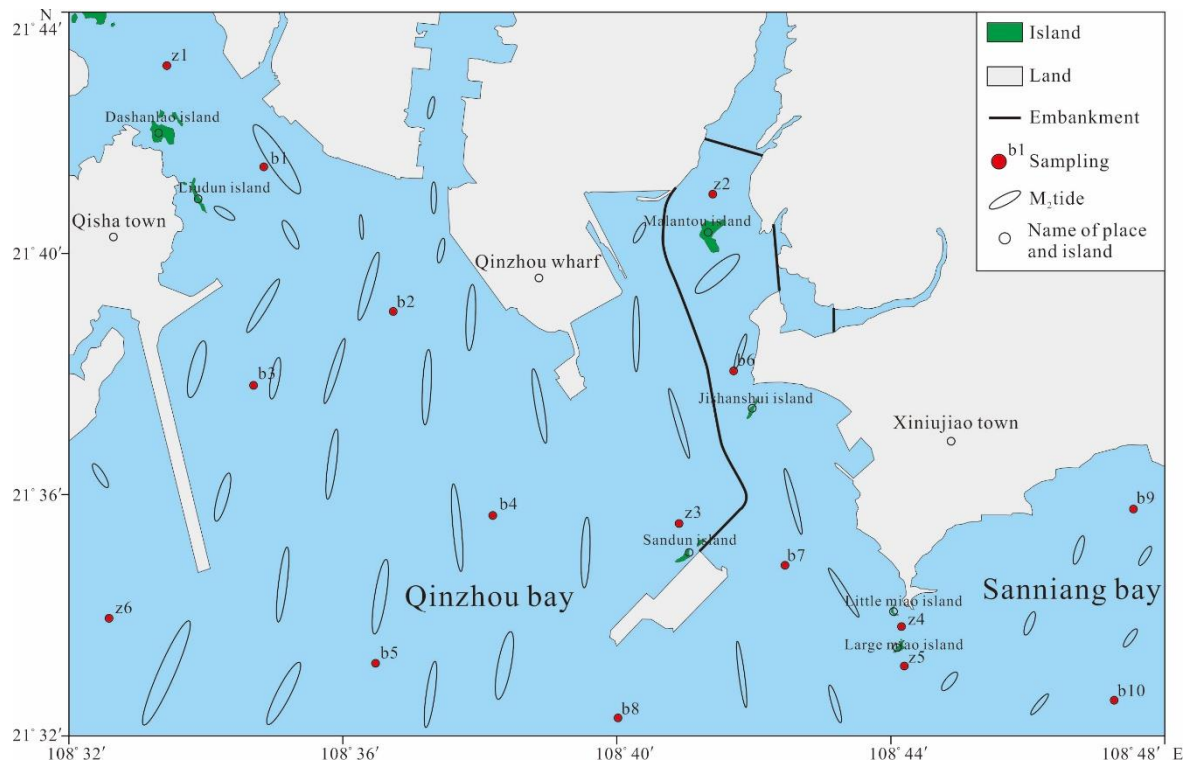 N
21°44′
21°40′
21°36′
21°32′
108°32′
108°36′
108°40′
108°44′
108°48′ E
Island
Land
Embankment
b1 Sampling
M₂tide
Name of place
and island
z1
Dashanlao island
b1
Liudun island
Qisha town
z2
Malantou island
Qinzhou wharf
b2
b3
b6
Jishanshui island
Xiniujiao town
b4
z3
Sandun island
b9
b7
Qinzhou bay
Sanniang bay
Little miao island
z4
Large miao island
z5
z6
b5
b8
b10